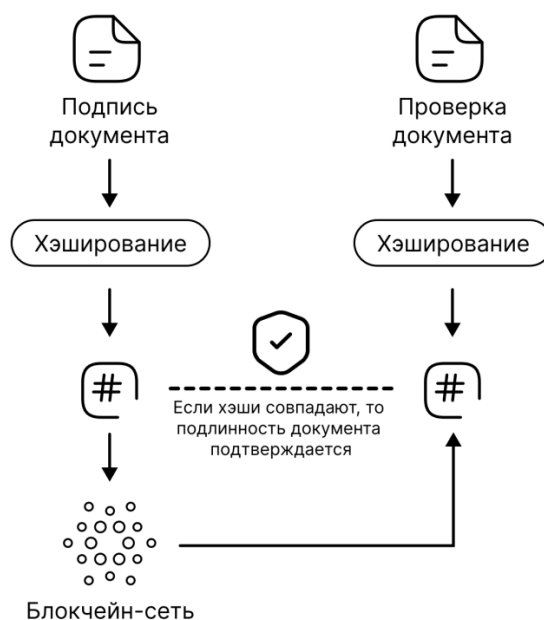 Подпись
документа
Проверка
документа
Хэширование
Хэширование
#
#
Если хэши совпадают, то
подлинность документа
подтверждается
Блокчейн-сеть